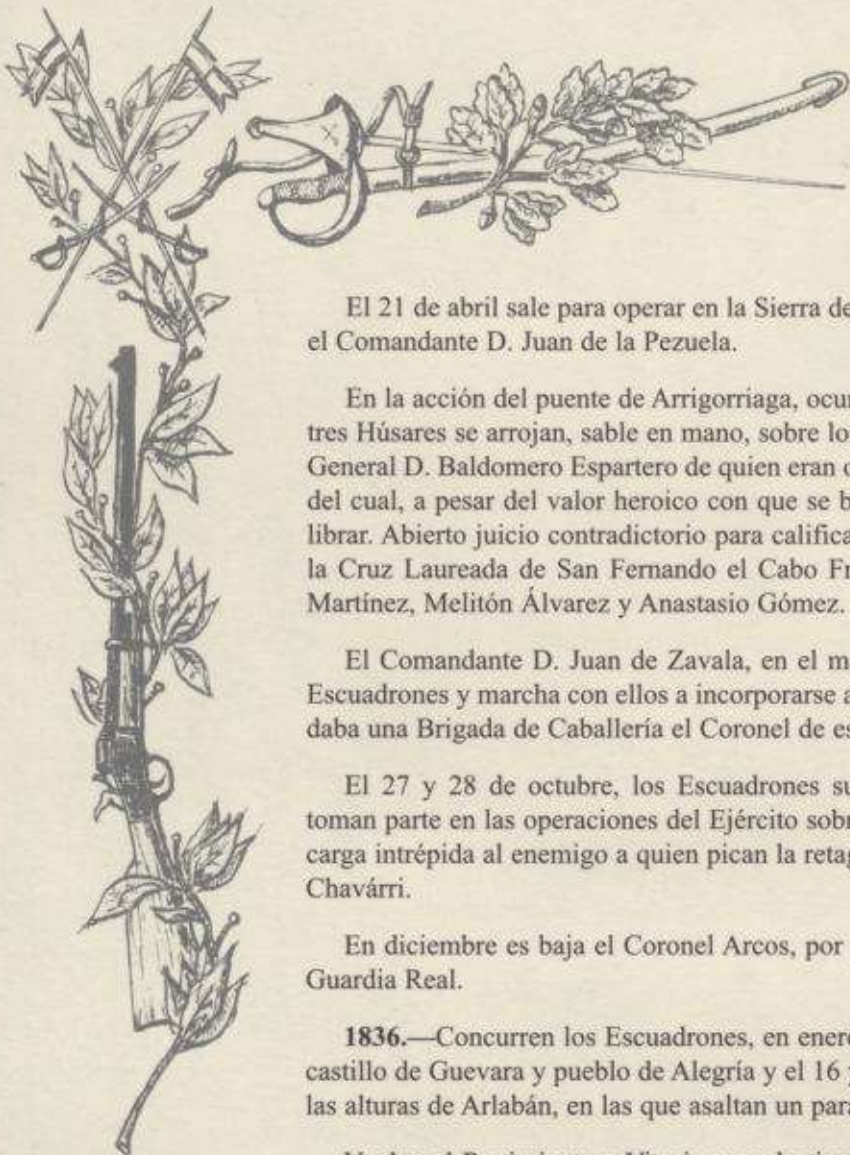 El 21 de abril sale para operar en la Sierra de
el Comandante D. Juan de la Pezuela.
En la acción del puente de Arrigorriaga, ocur
tres Húsares se arrojan, sable en mano, sobre lo
General D. Baldomero Espartero de quien eran o
del cual, a pesar del valor heroico con que se b
librar. Abierto juicio contradictorio para califica
la Cruz Laureada de San Fernando el Cabo Fr
Martínez, Melitón Álvarez y Anastasio Gómez.
El Comandante D. Juan de Zavala, en el m
Escuadrones y marcha con ellos a incorporarse a
daba una Brigada de Caballería el Coronel de es
El 27 y 28 de octubre, los Escuadrones su
toman parte en las operaciones del Ejército sobr
carga intrépida al enemigo a quien pican la retag
Chavárri.
En diciembre es baja el Coronel Arcos, por
Guardia Real.
1836.—Concurren los Escuadrones, en enero
castillo de Guevara y pueblo de Alegría y el 16 y
las alturas de Arlabán, en las que asaltan un para